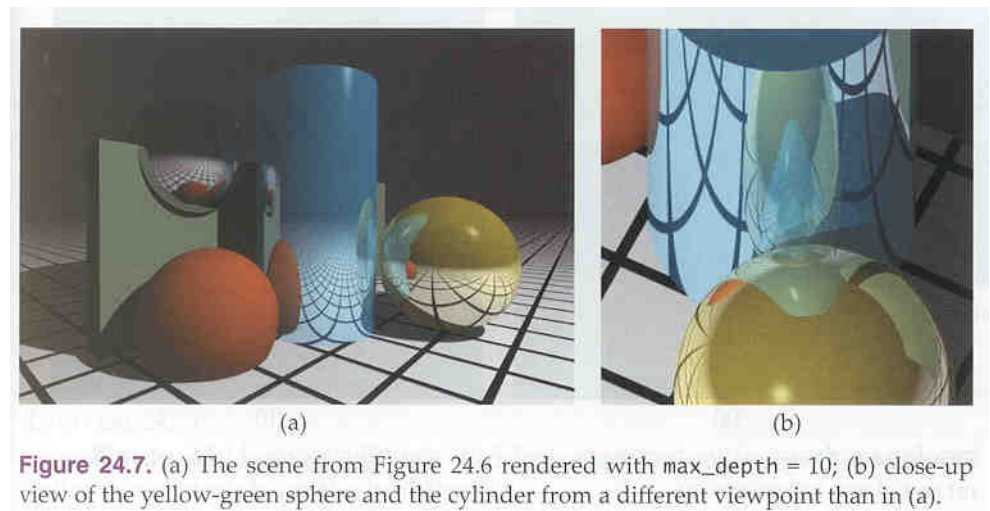 (a)
(b)
Figure 24.7. (a) The scene from Figure 24.6 rendered with max_depth = 10; (b) close-up
view of the yellow-green sphere and the cylinder from a different viewpoint than in (a).